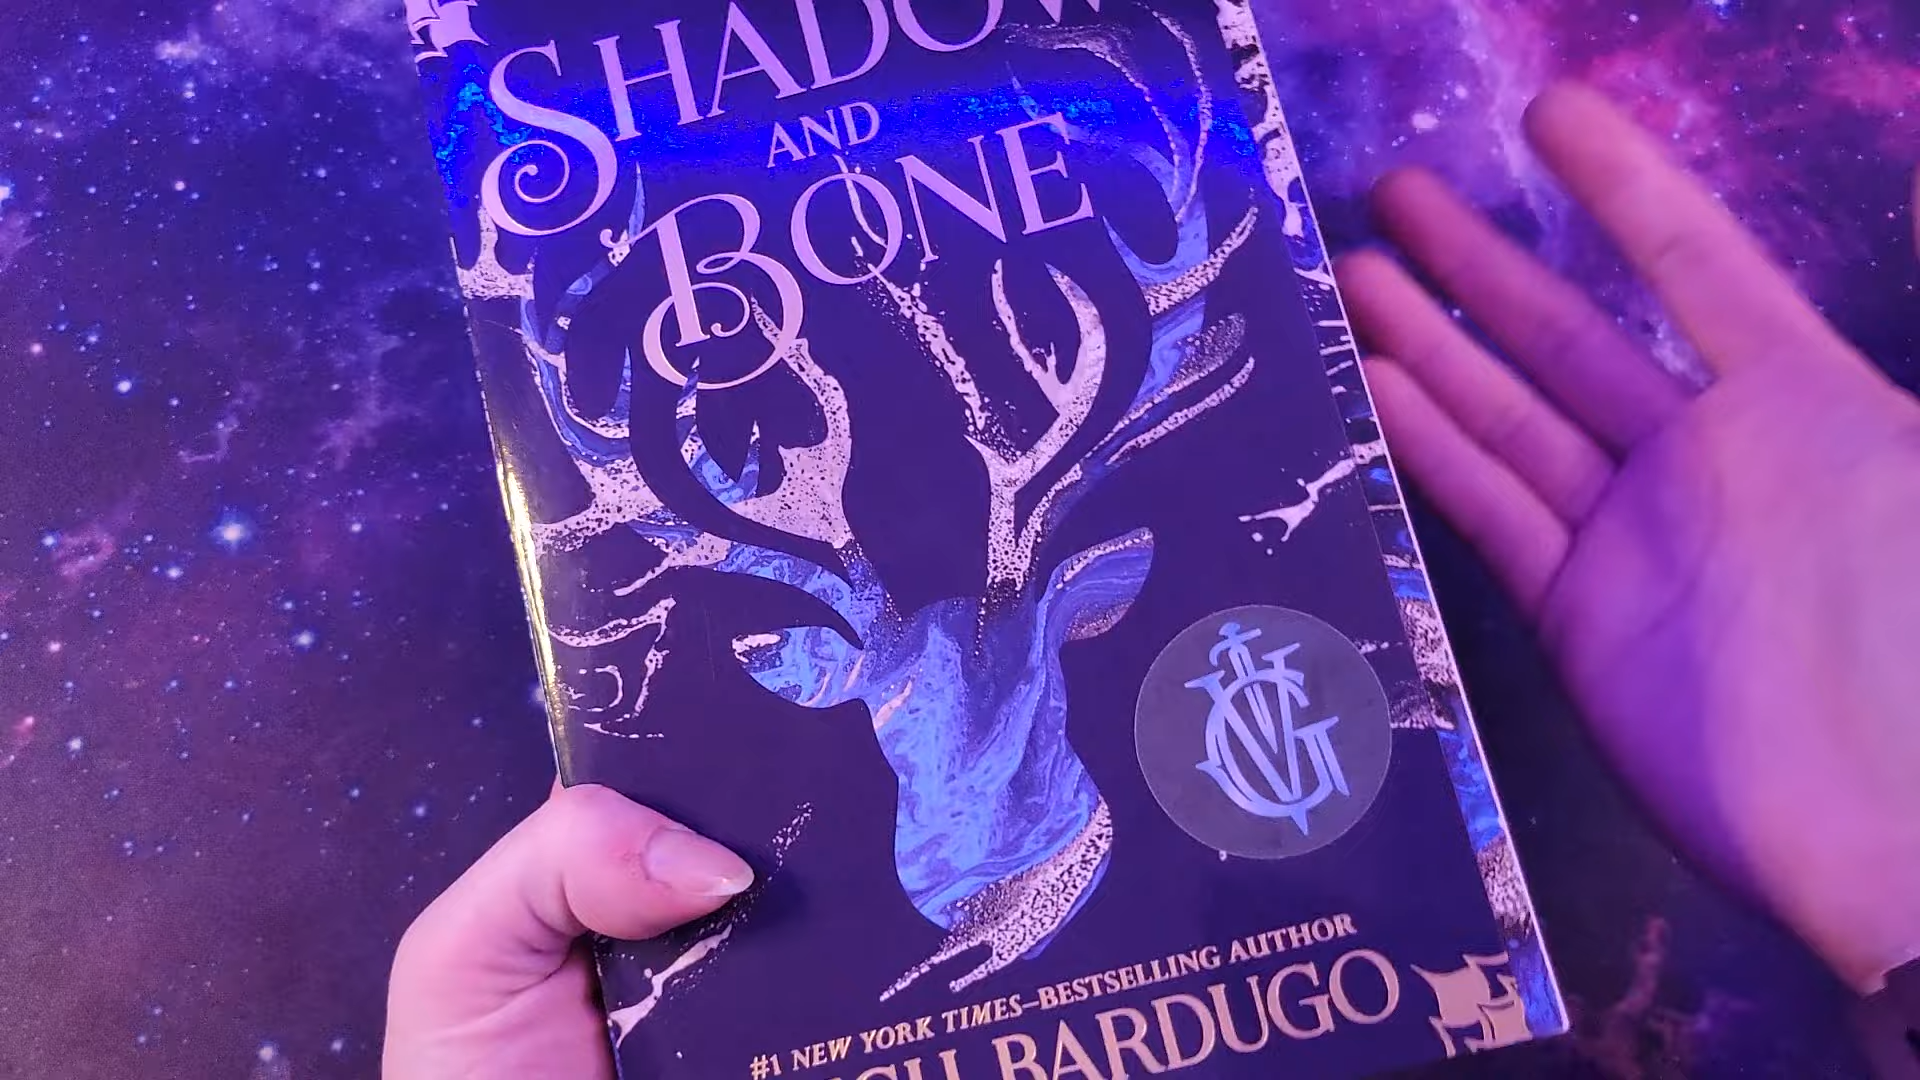 SHADOW
AND
BONE
#1 NEW YORK TIMES–BESTSELLING AUTHOR
BARDUGO